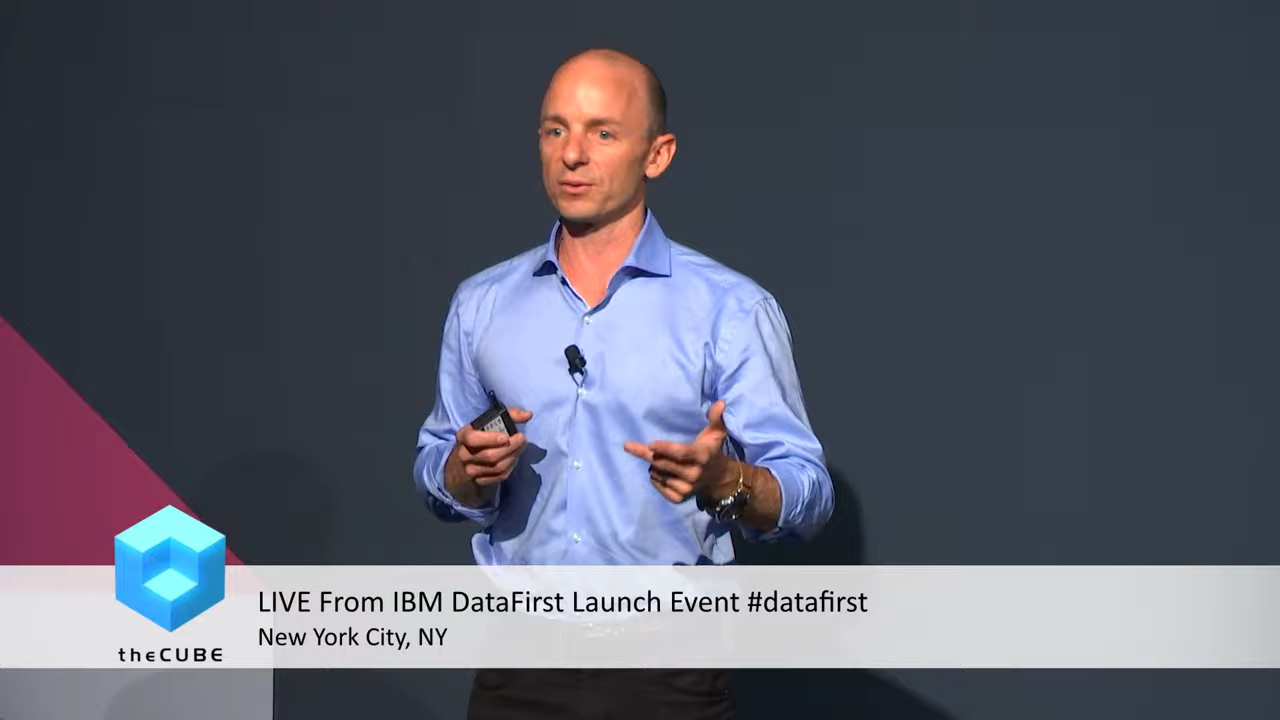 LIVE From IBM DataFirst Launch Event #datafirst
New York City, NY
theCUBE